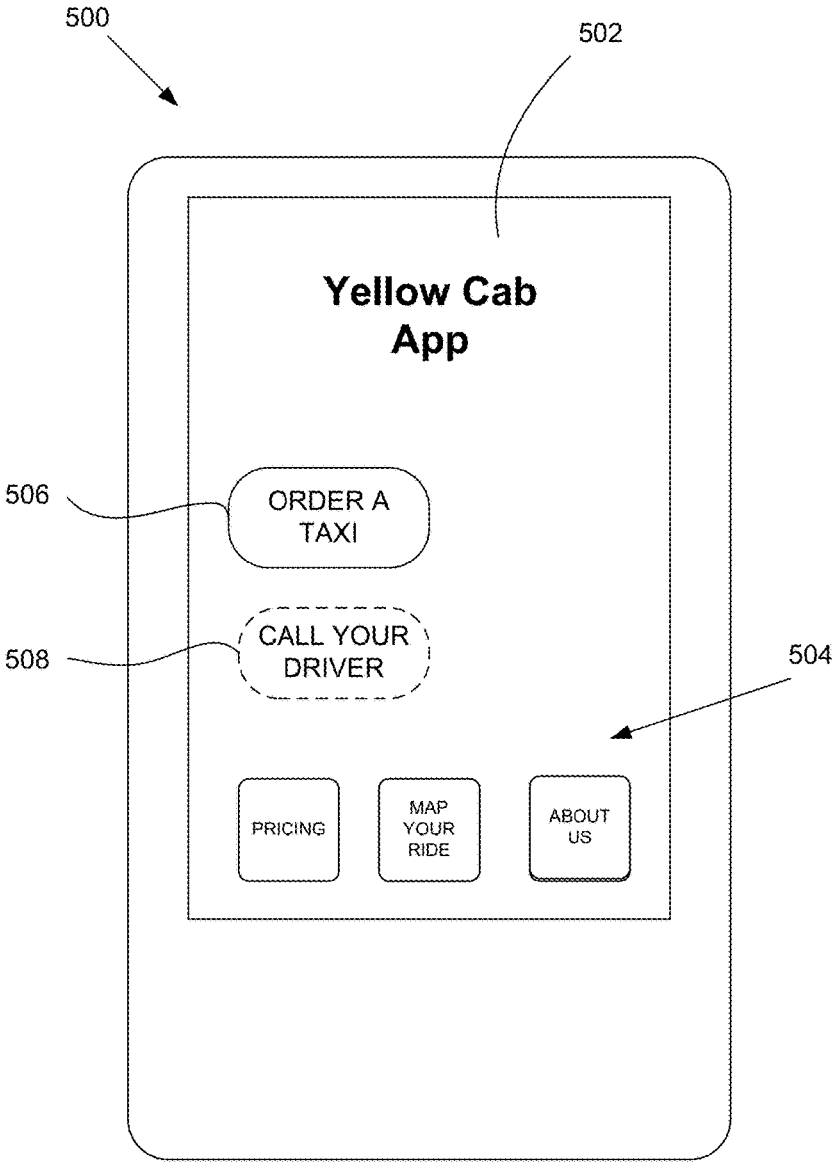 500
502
Yellow Cab
App
506
ORDER A
TAXI
508
CALL YOUR
DRIVER
504
PRICING
MAP
YOUR
RIDE
ABOUT
US